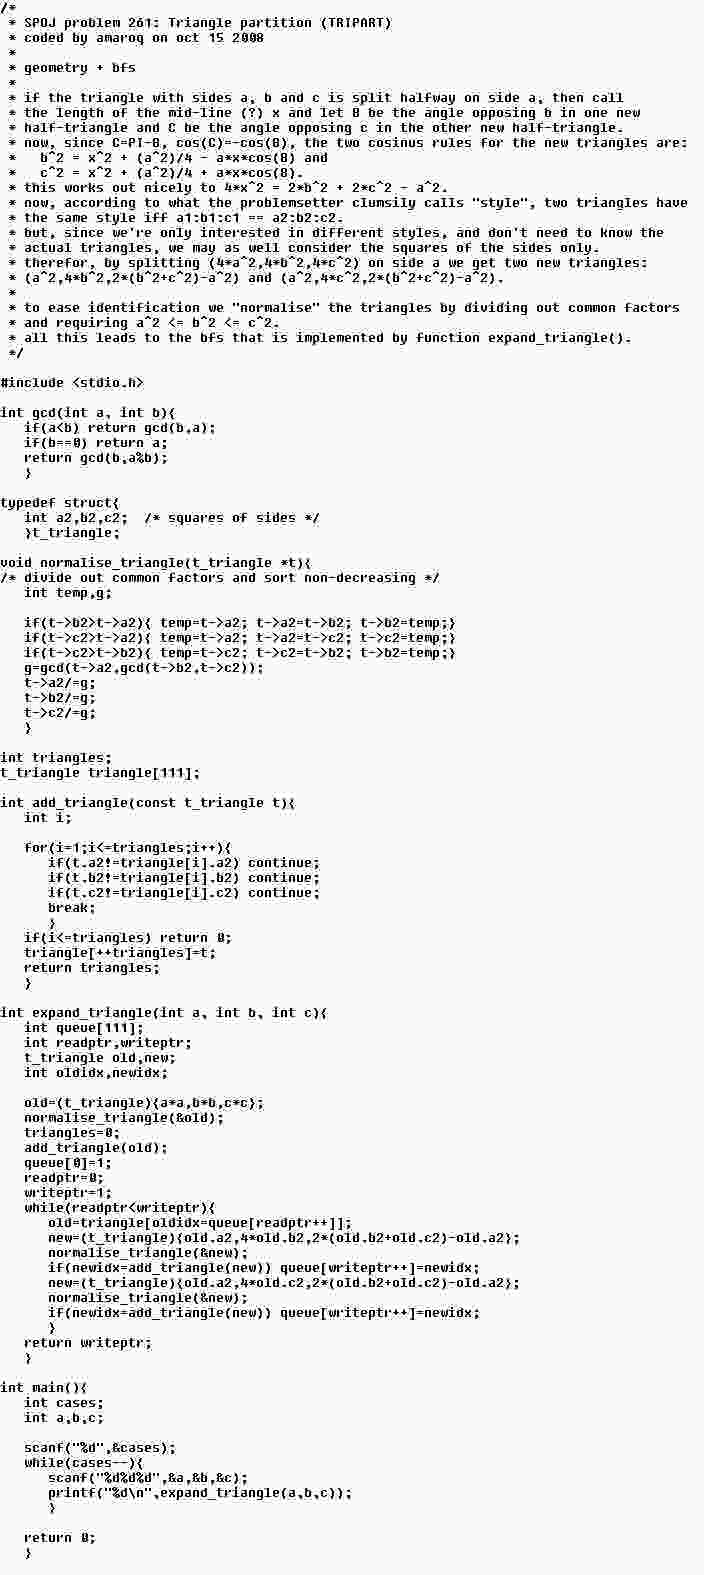 /*
 * SPOJ problem 261: Triangle partition (TRIPART)
 * coded by amaroq on oct 15 2008
 *
 * geometry + bfs
 *
 * if the triangle with sides a, b and c is split halfway on side a, then call
 * the length of the mid-line (?) x and let B be the angle opposing b in one new
 * half-triangle and C be the angle opposing c in the other new half-triangle.
 * now, since C=PI-B, cos(C)=-cos(B), the two cosinus rules for the new triangles are:
 *   b^2 = x^2 + (a^2)/4 - a*x*cos(B) and
 *   c^2 = x^2 + (a^2)/4 + a*x*cos(B).
 * this works out nicely to 4*x^2 = 2*b^2 + 2*c^2 - a^2.
 * now, according to what the problemsetter clumsily calls "style", two triangles have
 * the same style iff a1:b1:c1 == a2:b2:c2.
 * but, since we're only interested in different styles, and don't need to know the
 * actual triangles, we may as well consider the squares of the sides only.
 * therefor, by splitting (4*a^2,4*b^2,4*c^2) on side a we get two new triangles:
 * (a^2,4*b^2,2*(b^2+c^2)-a^2) and (a^2,4*c^2,2*(b^2+c^2)-a^2).
 *
 * to ease identification we "normalise" the triangles by dividing out common factors
 * and requiring a^2 <= b^2 <= c^2.
 * all this leads to the bfs that is implemented by function expand_triangle().
 */

#include <stdio.h>

int gcd(int a, int b){
   if(a<b) return gcd(b,a);
   if(b==0) return a;
   return gcd(b,a%b);
   }

typedef struct{
   int a2,b2,c2;  /* squares of sides */
   }t_triangle;

void normalise_triangle(t_triangle *t){
/* divide out common factors and sort non-decreasing */
   int temp,g;

   if(t->b2>t->a2){ temp=t->a2; t->a2=t->b2; t->b2=temp;}
   if(t->c2>t->a2){ temp=t->a2; t->a2=t->c2; t->c2=temp;}
   if(t->c2>t->b2){ temp=t->c2; t->c2=t->b2; t->b2=temp;}
   g=gcd(t->a2,gcd(t->b2,t->c2));
   t->a2/=g;
   t->b2/=g;
   t->c2/=g;
   }

int triangles;
t_triangle triangle[111];

int add_triangle(const t_triangle t){
   int i;

   for(i=1;i<=triangles;i++){
      if(t.a2!=triangle[i].a2) continue;
      if(t.b2!=triangle[i].b2) continue;
      if(t.c2!=triangle[i].c2) continue;
      break;
      }
   if(i<=triangles) return 0;
   triangle[++triangles]=t;
   return triangles;
   }

int expand_triangle(int a, int b, int c){
   int queue[111];
   int readptr,writeptr;
   t_triangle old,new;
   int oldidx,newidx;

   old=(t_triangle){a*a,b*b,c*c};
   normalise_triangle(&old);
   triangles=0;
   add_triangle(old);
   queue[0]=1;
   readptr=0;
   writeptr=1;
   while(readptr<writeptr){
      old=triangle[oldidx=queue[readptr++]];
      new=(t_triangle){old.a2,4*old.b2,2*(old.b2+old.c2)-old.a2};
      normalise_triangle(&new);
      if(newidx=add_triangle(new)) queue[writeptr++]=newidx;
      new=(t_triangle){old.a2,4*old.c2,2*(old.b2+old.c2)-old.a2};
      normalise_triangle(&new);
      if(newidx=add_triangle(new)) queue[writeptr++]=newidx;
      }
   return writeptr;
   }

int main(){
   int cases;
   int a,b,c;

   scanf("%d",&cases);
   while(cases--){
      scanf("%d%d%d",&a,&b,&c);
      printf("%d\n",expand_triangle(a,b,c));
      }

   return 0;
   }